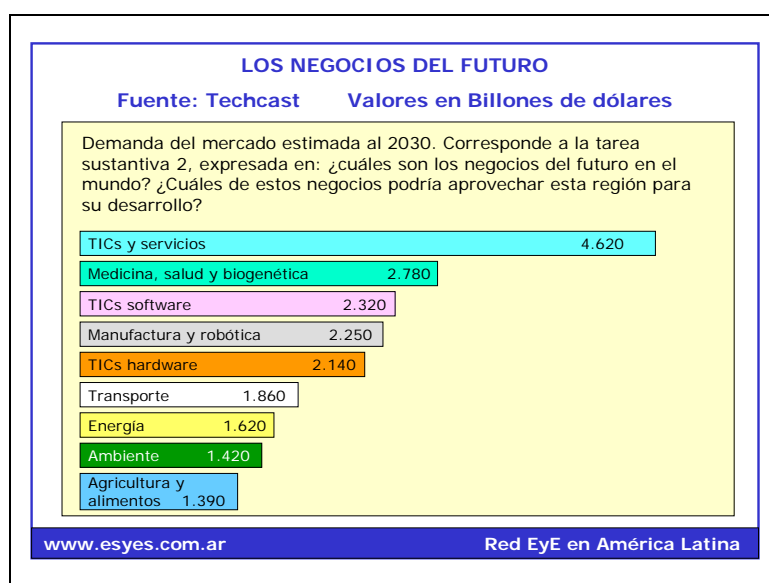 LOS NEGOCIOS DEL FUTURO
Fuente: Techcast Valores en Billones de dólares
Demanda del mercado estimada al 2030. Corresponde a la tarea
sustantiva 2, expresada en: ¿cuáles son los negocios del futuro en el
mundo? ¿Cuáles de estos negocios podría aprovechar esta región para
su desarrollo?
TICs y servicios 4.620
Medicina, salud y biogenética 2.780
TICs software 2.320
Manufactura y robótica 2.250
TICs hardware 2.140
Transporte 1.860
Energía 1.620
Ambiente 1.420
Agricultura y
alimentos 1.390
www.esyes.com.ar Red EyE en América Latina